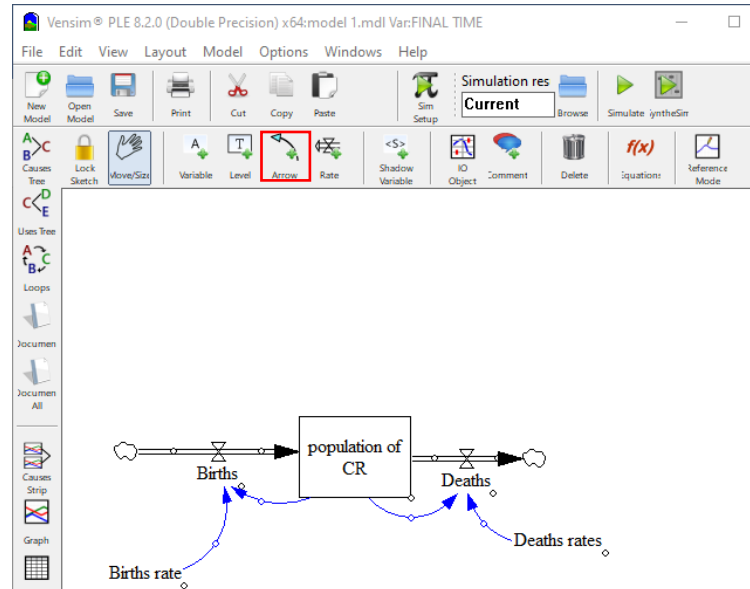 Vensim® PLE 8.2.0 (Double Precision) x64:model 1.mdl Var:FINAL TIME
File Edit View Layout Model Options Windows Help
New Model
Open Model
Save
Print
Cut
Copy
Paste
Sim Setup
Simulation res
Current
Browse
Simulate
SyntheSim
A B C
Causes Tree
Lock Sketch
Move/Size
A
Variable
T
Level
Arrow
Rate
<S>
Shadow Variable
IO Object
Comment
Delete
f(x)
Equations
Reference Mode
C D E
Uses Tree
A t B C
Loops
Documen
Documen All
Causes Strip
Graph
population of
CR
Births
Deaths
Deaths rates
Births rate